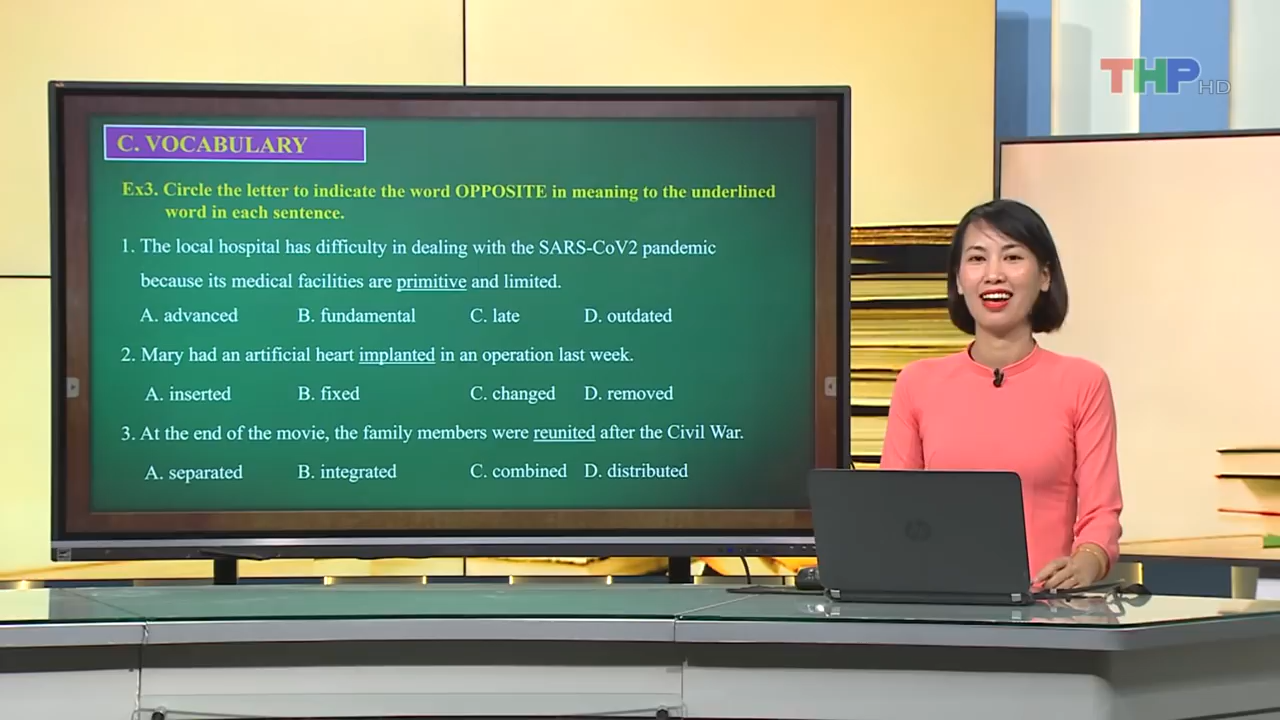 THP HD
C. VOCABULARY
Ex3. Circle the letter to indicate the word OPPOSITE in meaning to the underlined
word in each sentence.
1. The local hospital has difficulty in dealing with the SARS-CoV2 pandemic
because its medical facilities are primitive and limited.
A. advanced B. fundamental C. late D. outdated
2. Mary had an artificial heart implanted in an operation last week.
A. inserted B. fixed C. changed D. removed
3. At the end of the movie, the family members were reunited after the Civil War.
A. separated B. integrated C. combined D. distributed
hp